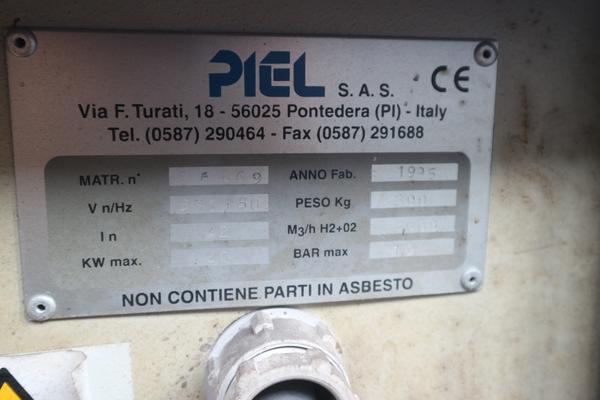 PIEL S.A.S. CE
Via F. Turati, 18 - 56025 Pontedera (PI) - Italy
Tel. (0587) 290464 - Fax (0587) 291688
MATR. n° ANNO Fab. 1995
V n/Hz PESO Kg
I n M3/h H2+02
KW max. BAR max
NON CONTIENE PARTI IN ASBESTO